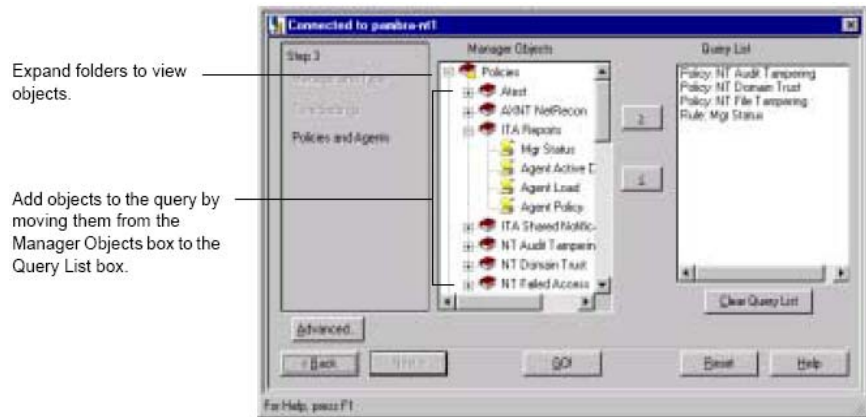 Connected to pambra-nt1
Expand folders to view
objects.
Add objects to the query by
moving them from the
Manager Objects box to the
Query List box.
Step 3
Policies and Agents
Manager Objects
Policies
Atest
AXNT NetRecon
ITA Reports
Mgr Status
Agent Active D
Agent Load
Agent Policy
ITA Shared Notific-
NT Audit Tamperin
NT Domain Trust
NT Failed Access
Query List
Policy: NT Audit Tampering
Policy: NT Domain Trust
Policy: NT File Tampering
Rule: Mgr Status
Clear Query List
Advanced..
< Back
GO!
Reset
Help
For Help, press F1